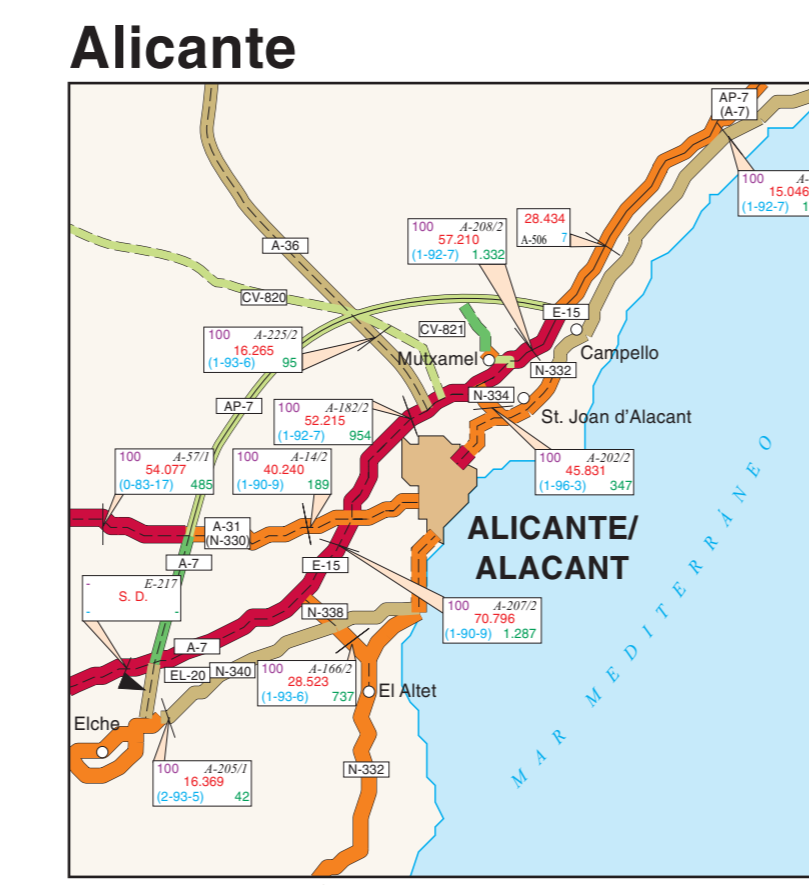 Alicante
AP-7
(A-7)
100 A-
15.046
(1-92-7) 1
100 A-208/2
57.210
(1-92-7) 1.332
28.434
A-506 7
A-36
CV-820
E-15
CV-821
100 A-225/2
16.265
(1-93-6) 95
Mutxamel
Campello
N-332
N-334
AP-7
100 A-182/2
52.215
(1-92-7) 954
St. Joan d'Alacant
100 A-57/1
54.077
(0-83-17) 485
100 A-14/2
40.240
(1-90-9) 189
100 A-202/2
45.831
(1-96-3) 347
A-31
(N-330)
ALICANTE/
ALACANT
A-7
E-15
- E-217
S. D.
- -
N-338
100 A-207/2
70.796
(1-90-9) 1.287
A-7
EL-20
N-340
100 A-166/2
28.523
(1-93-6) 737
El Altet
Elche
N-332
100 A-205/1
16.369
(2-93-5) 42
MAR MEDITERRÁNEO